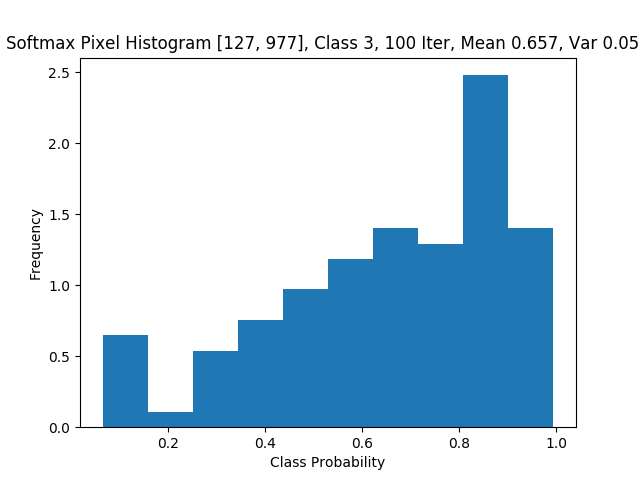 Softmax Pixel Histogram [127, 977], Class 3, 100 Iter, Mean 0.657, Var 0.05
2.5
2.0
1.5
1.0
0.5
0.0
Frequency
0.2 0.4 0.6 0.8 1.0
Class Probability